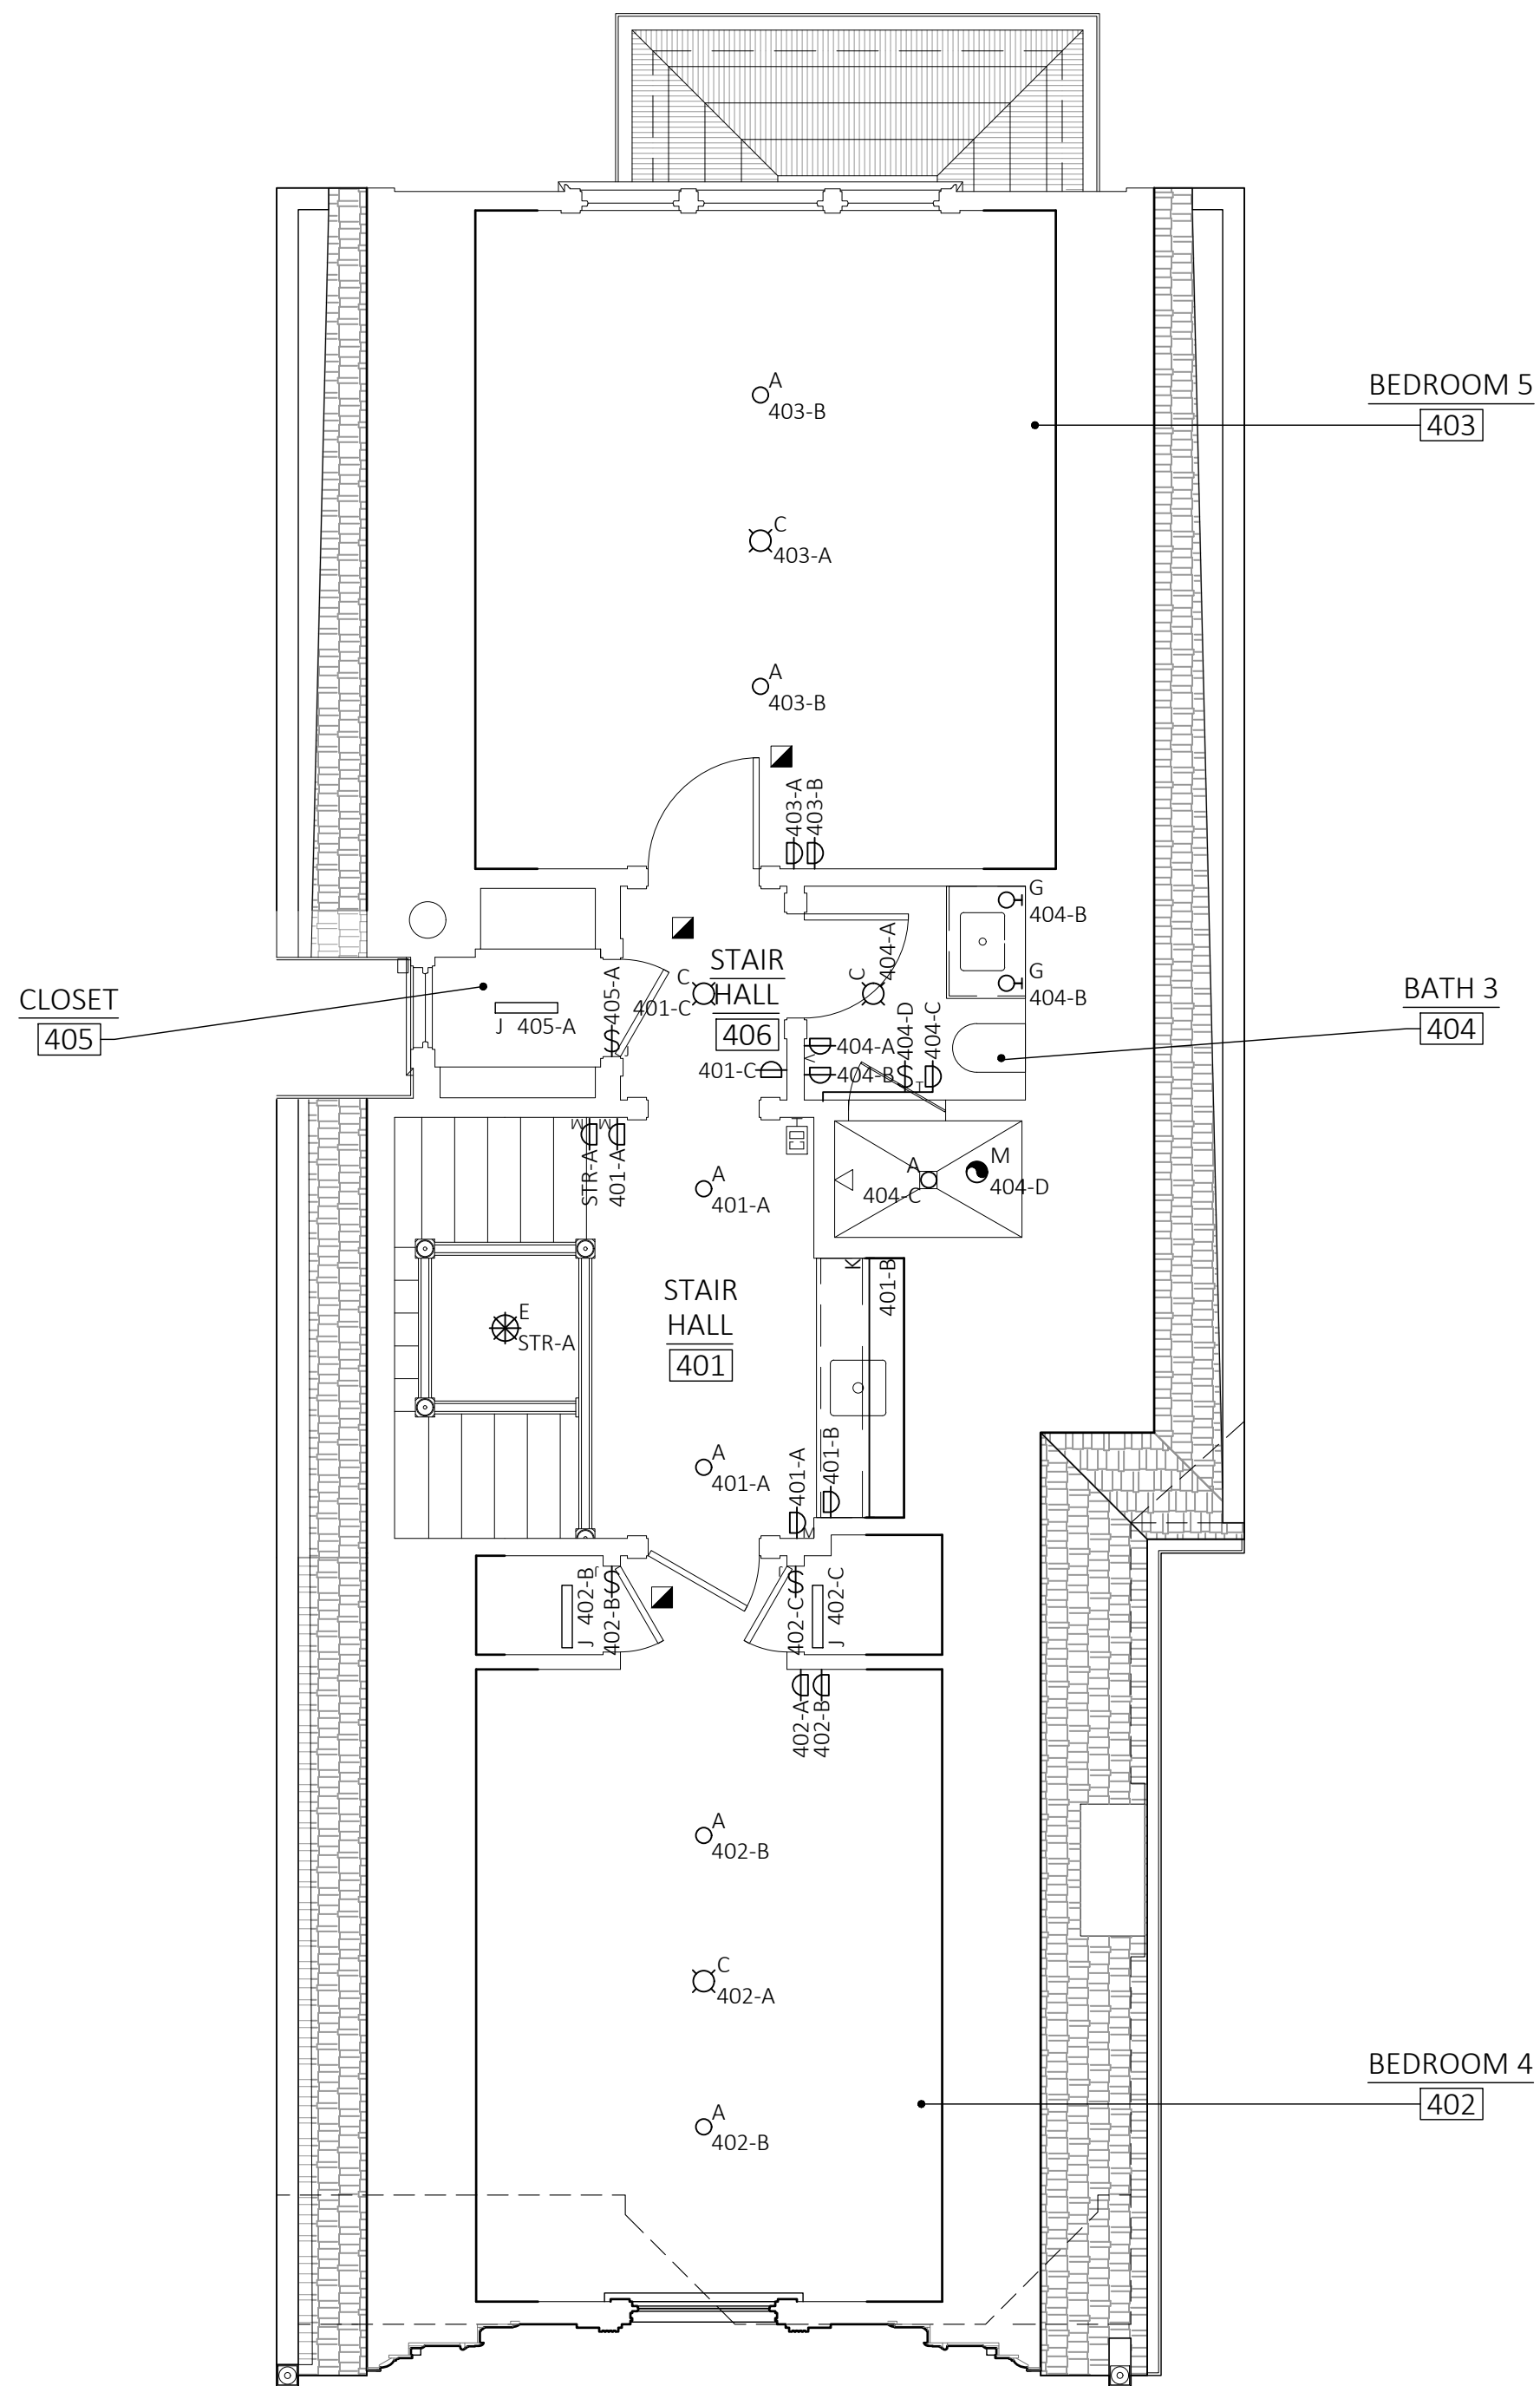 BEDROOM 5
403
A
403-B
C
403-A
A
403-B
403-A
403-B
G
404-B
G
404-B
C
404-A
STAIR
HALL
406
C
401-C
CLOSET
405
J 405-A
405-A
J
BATH 3
404
404-D
404-C
404-A
V
404-B
T
401-C
M
M
STR-A
401-A
CO
A
401-A
A
404-C
M
404-D
K
401-B
STAIR
HALL
401
E
STR-A
A
401-A
401-A
401-B
M
J 402-B
402-B
J
402-C
J
J 402-C
402-A
402-B
A
402-B
C
402-A
BEDROOM 4
402
A
402-B